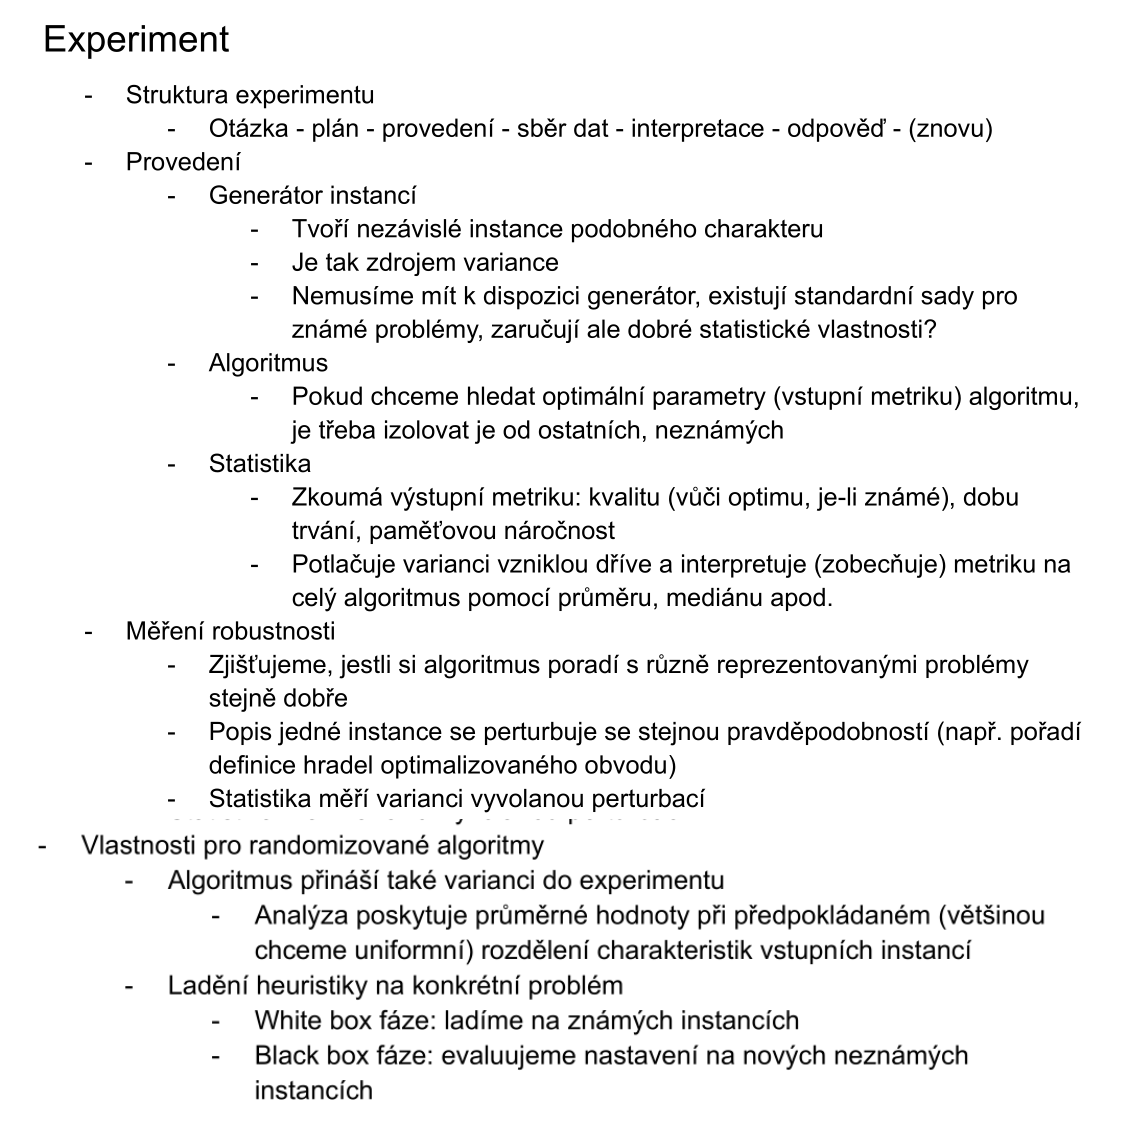 Experiment
- Struktura experimentu
- Otázka - plán - provedení - sběr dat - interpretace - odpověď - (znovu)
- Provedení
- Generátor instancí
- Tvoří nezávislé instance podobného charakteru
- Je tak zdrojem variance
- Nemusíme mít k dispozici generátor, existují standardní sady pro
známé problémy, zaručují ale dobré statistické vlastnosti?
- Algoritmus
- Pokud chceme hledat optimální parametry (vstupní metriku) algoritmu,
je třeba izolovat je od ostatních, neznámých
- Statistika
- Zkoumá výstupní metriku: kvalitu (vůči optimu, je-li známé), dobu
trvání, paměťovou náročnost
- Potlačuje varianci vzniklou dříve a interpretuje (zobecňuje) metriku na
celý algoritmus pomocí průměru, mediánu apod.
- Měření robustnosti
- Zjišťujeme, jestli si algoritmus poradí s různě reprezentovanými problémy
stejně dobře
- Popis jedné instance se perturbuje se stejnou pravděpodobností (např. pořadí
definice hradel optimalizovaného obvodu)
- Statistika měří varianci vyvolanou perturbací
- Vlastnosti pro randomizované algoritmy
- Algoritmus přináší také varianci do experimentu
- Analýza poskytuje průměrné hodnoty při předpokládaném (většinou
chceme uniformní) rozdělení charakteristik vstupních instancí
- Ladění heuristiky na konkrétní problém
- White box fáze: ladíme na známých instancích
- Black box fáze: evaluujeme nastavení na nových neznámých
instancích